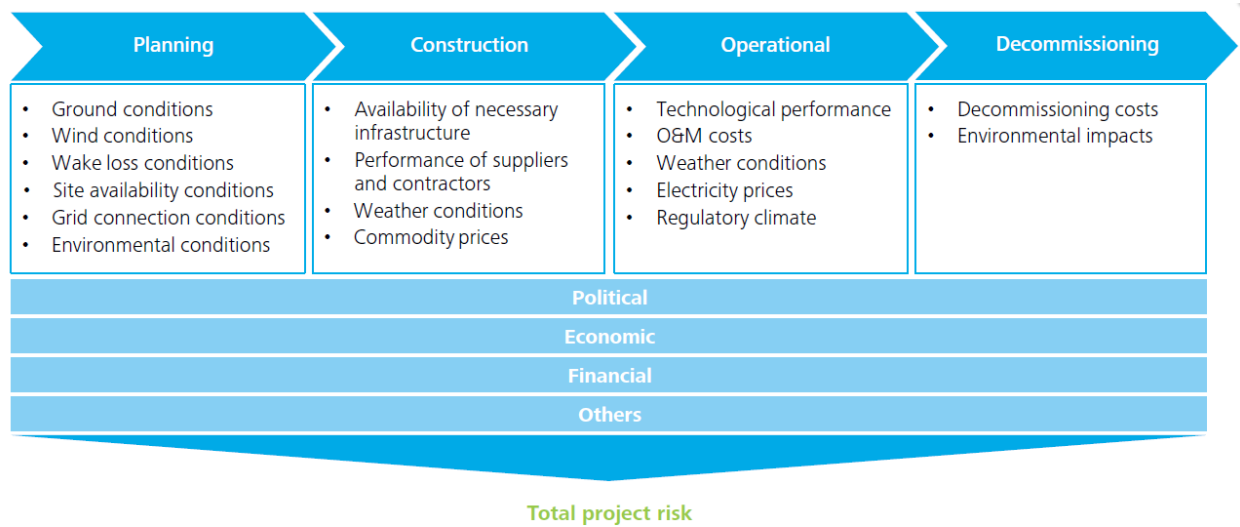 Planning
Construction
Operational
Decommissioning
• Ground conditions
• Wind conditions
• Wake loss conditions
• Site availability conditions
• Grid connection conditions
• Environmental conditions
• Availability of necessary
infrastructure
• Performance of suppliers
and contractors
• Weather conditions
• Commodity prices
• Technological performance
• O&M costs
• Weather conditions
• Electricity prices
• Regulatory climate
• Decommissioning costs
• Environmental impacts
Political
Economic
Financial
Others
Total project risk